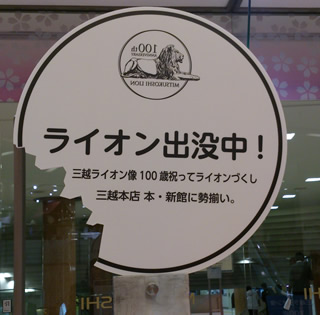 100th
ANNIVERSARY
MITSUKOSHI LION
ライオン出没中！
三越ライオン像100歳祝ってライオンづくし
三越本店 本・新館に勢揃い。